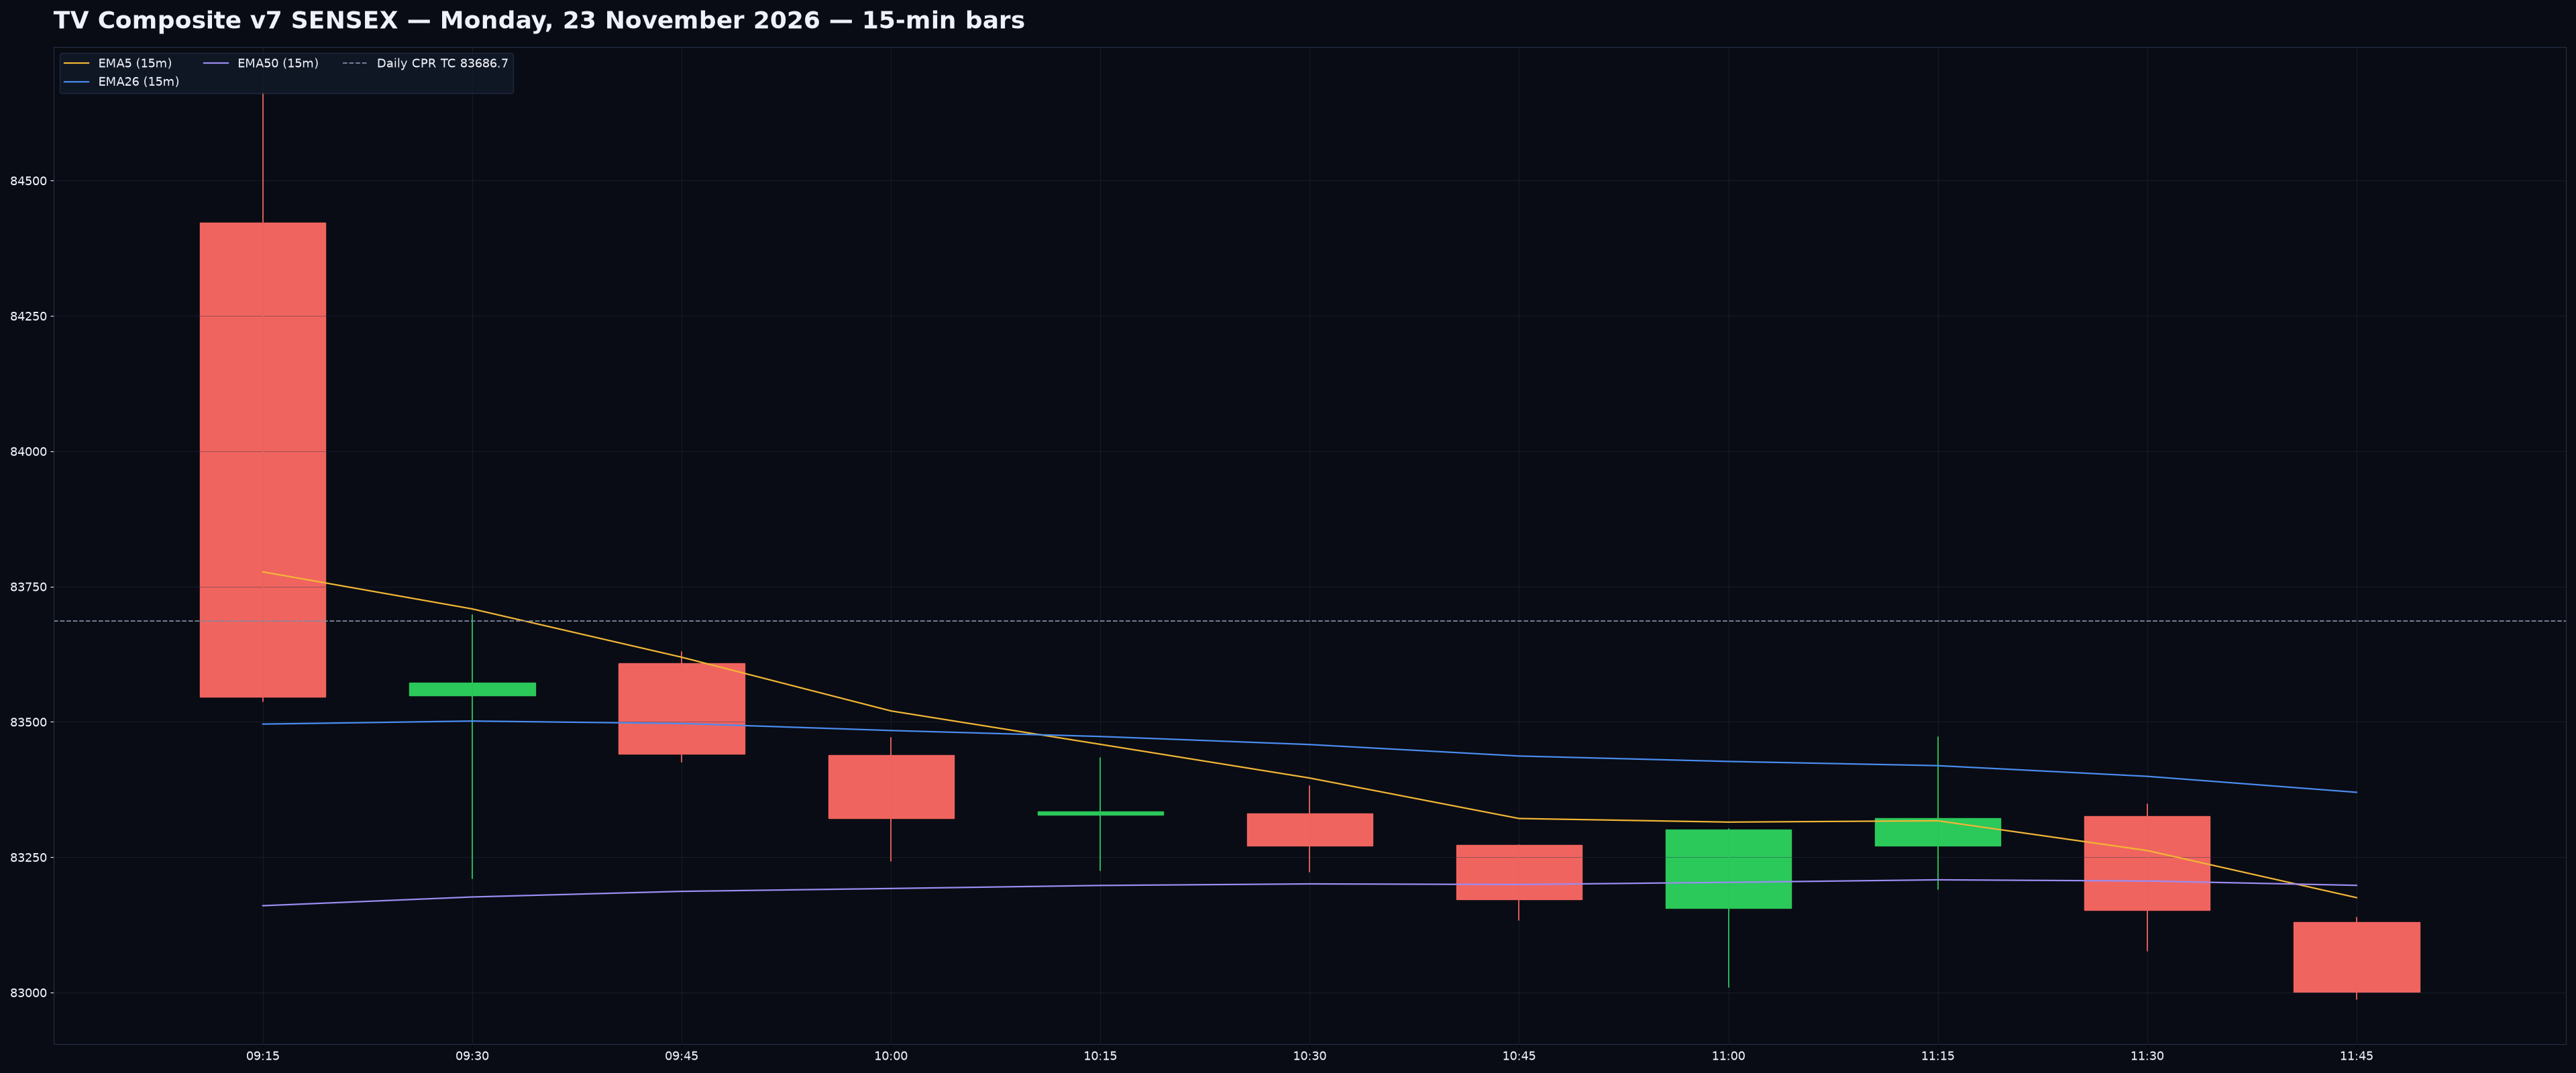 TV Composite v7 SENSEX — Monday, 23 November 2026 — 15-min bars
EMA5 (15m) EMA50 (15m) Daily CPR TC 83686.7
EMA26 (15m)
84500
84250
84000
83750
83500
83250
83000
09:15 09:30 09:45 10:00 10:15 10:30 10:45 11:00 11:15 11:30 11:45